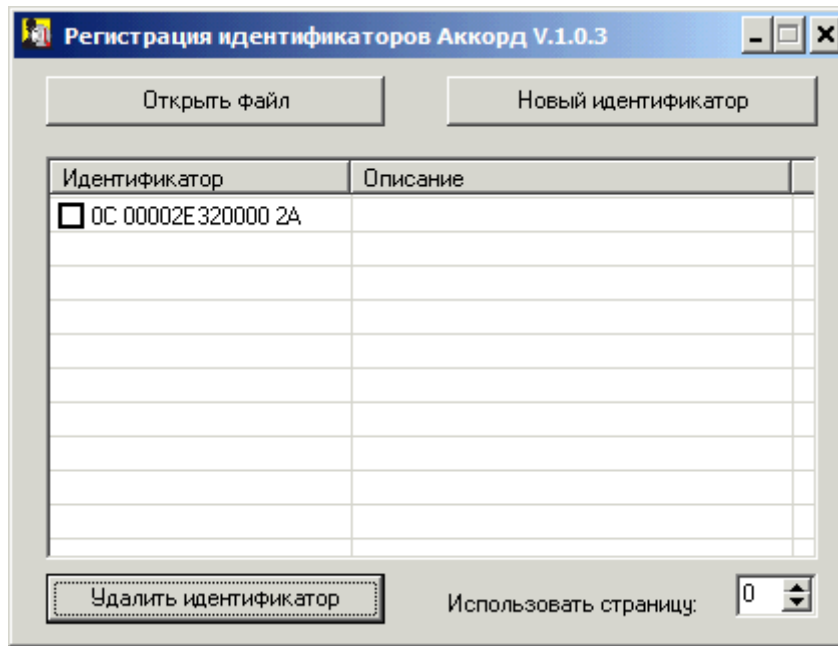 Регистрация идентификаторов Аккорд V.1.0.3
Открыть файл Новый идентификатор
Идентификатор Описание
0C 00002E320000 2A
Удалить идентификатор Использовать страницу: 0